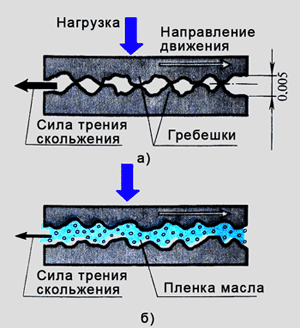 Нагрузка
Направление
движения
0.005
Сила трения
скольжения
Гребешки
а)
Сила трения
скольжения
Пленка масла
б)